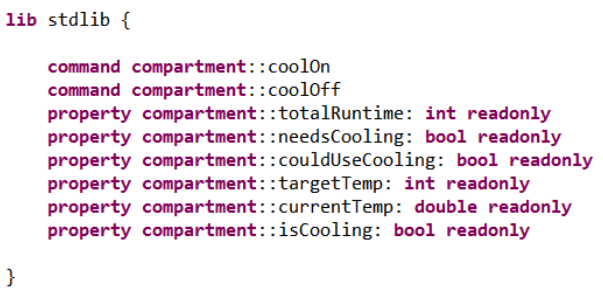 lib stdlib {
command compartment::coolOn
command compartment::coolOff
property compartment::totalRuntime: int readonly
property compartment::needsCooling: bool readonly
property compartment::couldUseCooling: bool readonly
property compartment::targetTemp: int readonly
property compartment::currentTemp: double readonly
property compartment::isCooling: bool readonly
}